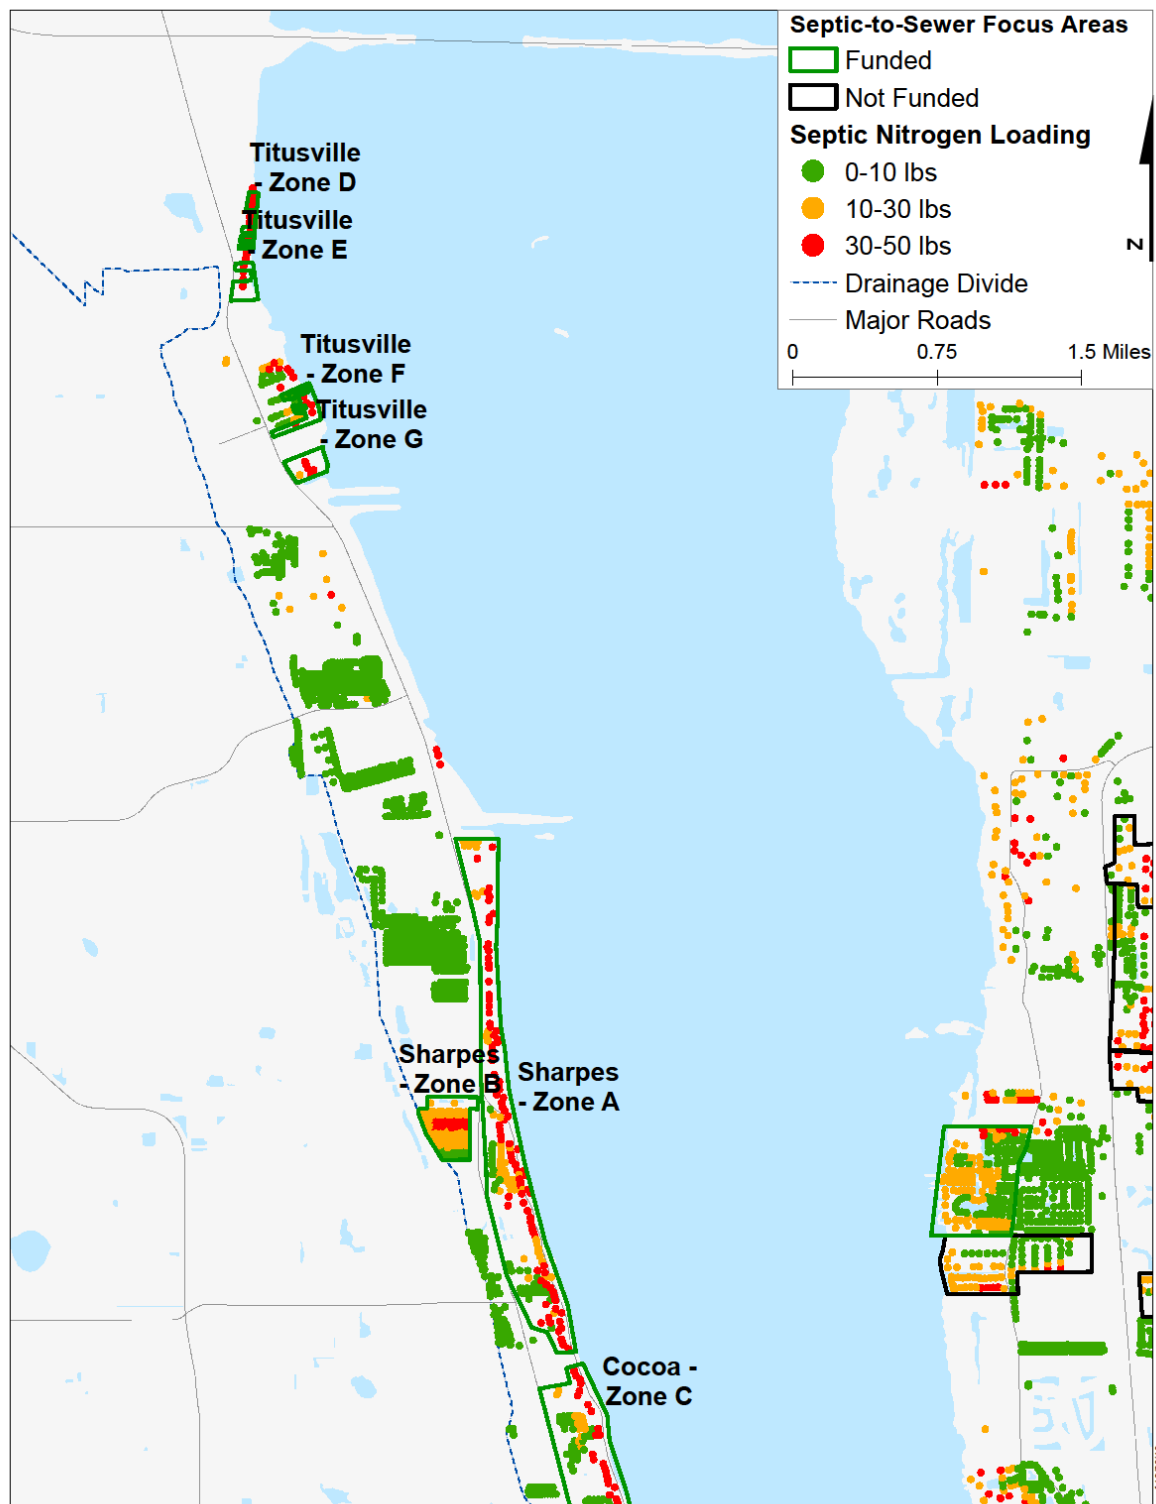 Septic-to-Sewer Focus Areas
Funded
Not Funded
Septic Nitrogen Loading
0-10 lbs
10-30 lbs
30-50 lbs
Drainage Divide
Major Roads
0 0.75 1.5 Miles
N
Titusville
- Zone D
Titusville
- Zone E
Titusville
- Zone F
Titusville
- Zone G
Sharpes
- Zone B
Sharpes
- Zone A
Cocoa -
Zone C